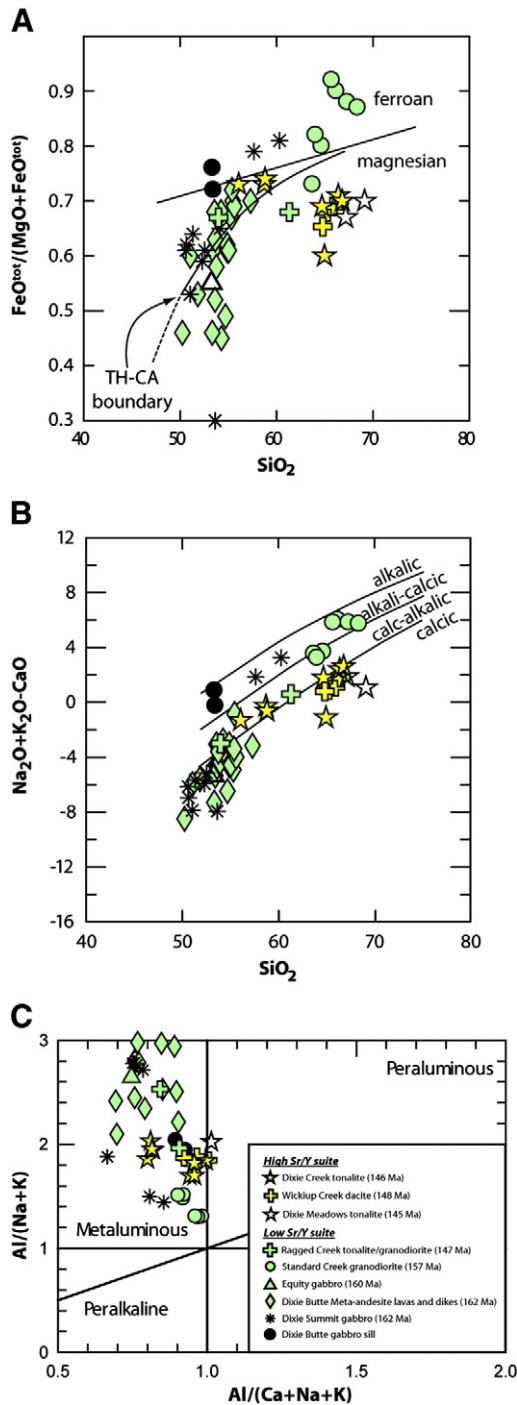 A
0.9
0.8
0.7
0.6
0.5
0.4
0.3
FeO^tot/(MgO+FeO^tot)
ferroan
magnesian
TH-CA
boundary
40
50
60
70
80
SiO₂
B
12
8
4
0
-4
-8
-12
-16
Na₂O+K₂O-CaO
alkalic
alkali-calcic
calc-alkalic
calcic
40
50
60
70
80
SiO₂
C
3
2
1
0
Al/(Na+K)
Peraluminous
Metaluminous
Peralkaline
High Sr/Y suite
Dixie Creek tonalite (146 Ma)
Wickiup Creek dacite (148 Ma)
Dixie Meadows tonalite (145 Ma)
Low Sr/Y suite
Ragged Creek tonalite/granodiorite (147 Ma)
Standard Creek granodiorite (157 Ma)
Equity gabbro (160 Ma)
Dixie Butte Meta-andesite lavas and dikes (162 Ma)
Dixie Summit gabbro (162 Ma)
Dixie Butte gabbro sill
0.5
1.0
1.5
2.0
Al/(Ca+Na+K)